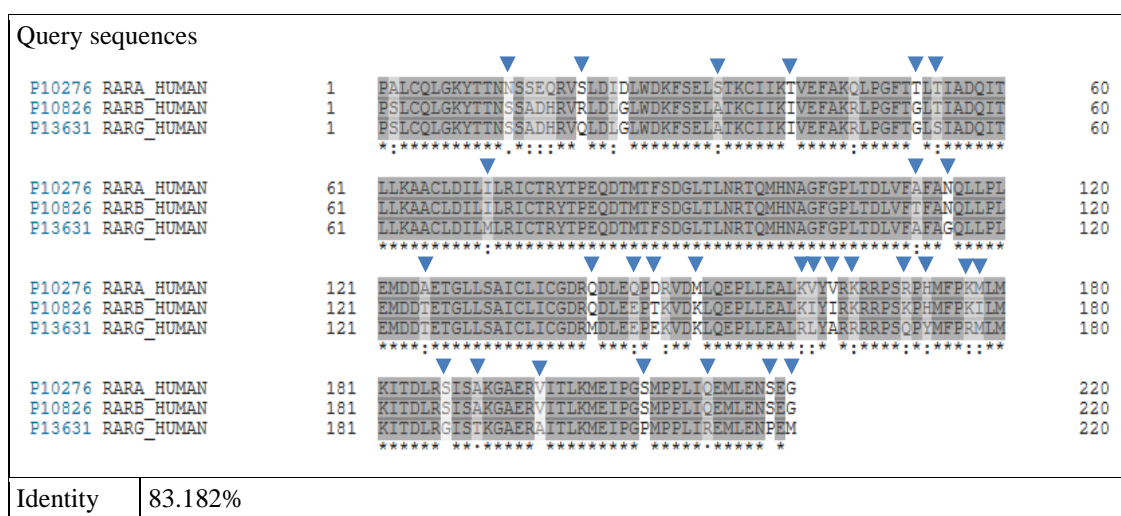 Query sequences
P10276 RARA_HUMAN 1 PALCQLGKYTTNNSSEQRVSLDIDLWDKFSELSTKCIIKTVEFAKQLPGFTTLTIADQIT 60
P10826 RARB_HUMAN 1 PSLCQLGKYTTNSSADHRVRLDLGLWDKFSELATKCIIKIVEFAKRLPGFTGLTIADQIT 60
P13631 RARG_HUMAN 1 PSLCQLGKYTTNSSADHRVQLDLGLWDKFSELATKCIIKIVEFAKRLPGFTGLSIADQIT 60
*:**********.*:::** **: ********:****** *****:***** *:******
P10276 RARA_HUMAN 61 LLKAACLDILILRICTRYTPEQDTMTFSDGLTLNRTQMHNAGFGPLTDLVFAFANQLLPL 120
P10826 RARB_HUMAN 61 LLKAACLDILILRICTRYTPEQDTMTFSDGLTLNRTQMHNAGFGPLTDLVFTFANQLLPL 120
P13631 RARG_HUMAN 61 LLKAACLDILMLRICTRYTPEQDTMTFSDGLTLNRTQMHNAGFGPLTDLVFAFAGQLLPL 120
**********:****************************************:** *****
P10276 RARA_HUMAN 121 EMDDAETGLLSAICLICGDRQDLEQPDRVDMLQEPLLEALKVYVRKRRPSRPHMFPKMLM 180
P10826 RARB_HUMAN 121 EMDDTETGLLSAICLICGDRQDLEEPTKVDKLQEPLLEALKIYIRKRRPSKPHMFPKILM 180
P13631 RARG_HUMAN 121 EMDDTETGLLSAICLICGDRMDLEEPEKVDKLQEPLLEALRLYARRRRPSQPYMFPRMLM 180
****:*************** ***:* :** *********::* *:****:*:***::**
P10276 RARA_HUMAN 181 KITDLRSISAKGAERVITLKMEIPGSMPPLIQEMLENSEG 220
P10826 RARB_HUMAN 181 KITDLRSISAKGAERVITLKMEIPGSMPPLIQEMLENSEG 220
P13631 RARG_HUMAN 181 KITDLRGISTKGAERAITLKMEIPGPMPPLIREMLENPEM 220
****** **.*****.********* *****.***** *
Identity 83.182%